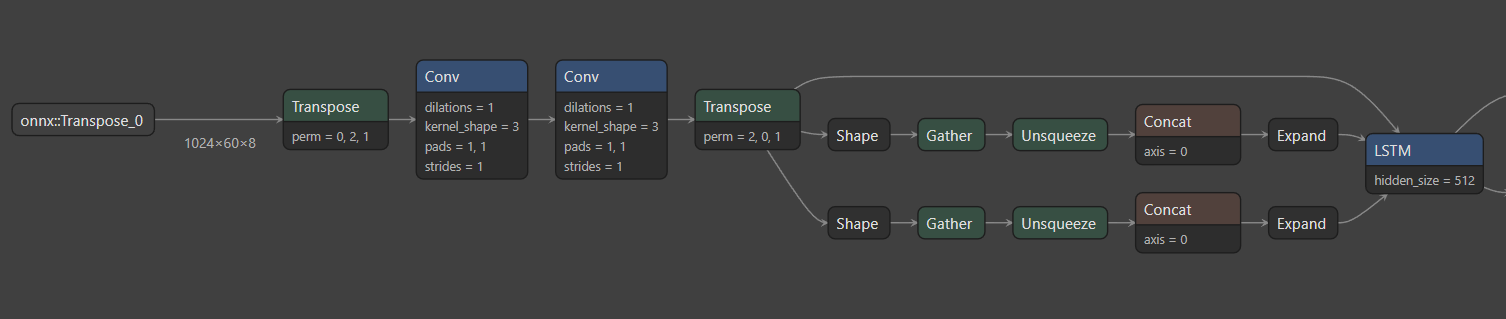 onnx::Transpose_0
1024×60×8
Transpose
perm = 0, 2, 1
Conv
dilations = 1
kernel_shape = 3
pads = 1, 1
strides = 1
Conv
dilations = 1
kernel_shape = 3
pads = 1, 1
strides = 1
Transpose
perm = 2, 0, 1
Shape
Gather
Unsqueeze
Concat
axis = 0
Expand
Shape
Gather
Unsqueeze
Concat
axis = 0
Expand
LSTM
hidden_size = 512